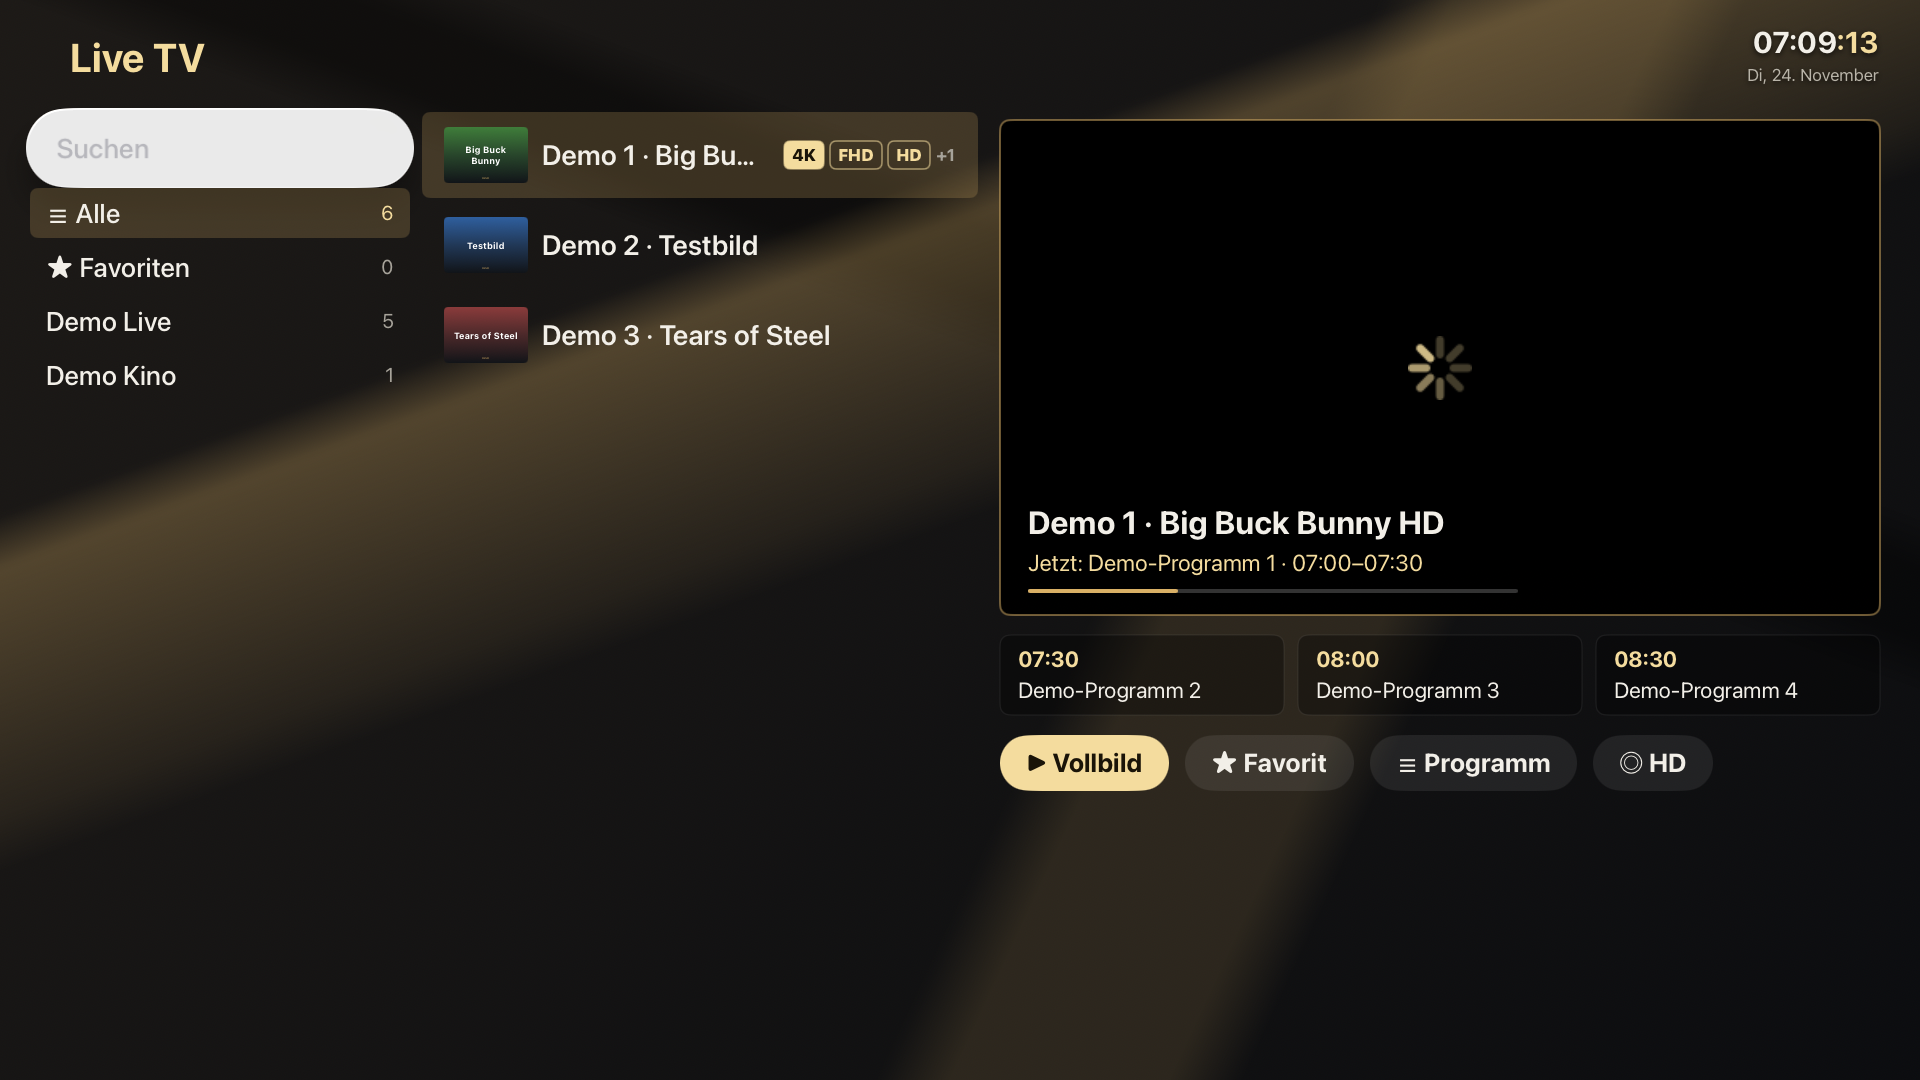 Live TV
07:09:13
Di, 24. November
Suchen
Alle 6
Favoriten 0
Demo Live 5
Demo Kino 1
Big Buck
Bunny
Demo 1 · Big Bu... 4K FHD HD +1
Testbild
Demo 2 · Testbild
Tears of Steel
Demo 3 · Tears of Steel
Demo 1 · Big Buck Bunny HD
Jetzt: Demo-Programm 1 · 07:00–07:30
07:30
Demo-Programm 2
08:00
Demo-Programm 3
08:30
Demo-Programm 4
Vollbild
Favorit
Programm
HD